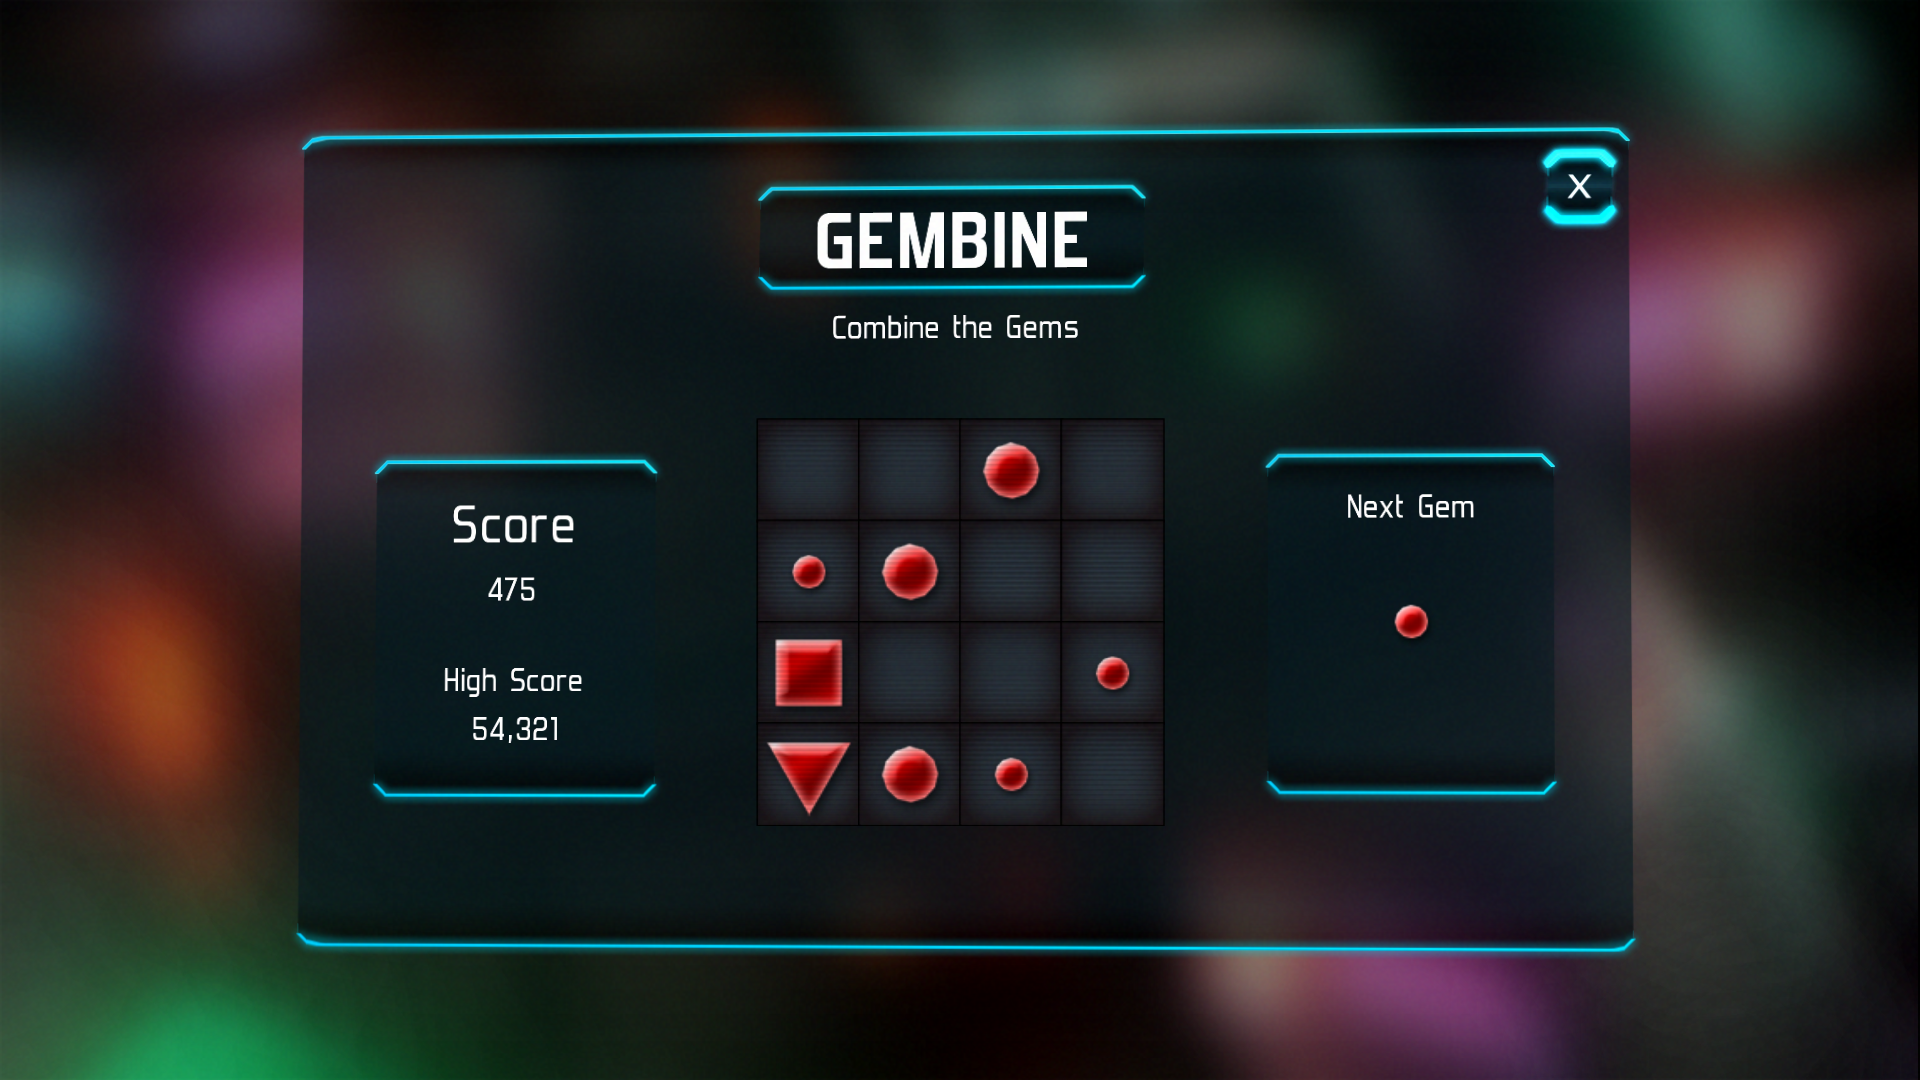 X
GEMBINE
Combine the Gems
Score
475
High Score
54,321
Next Gem